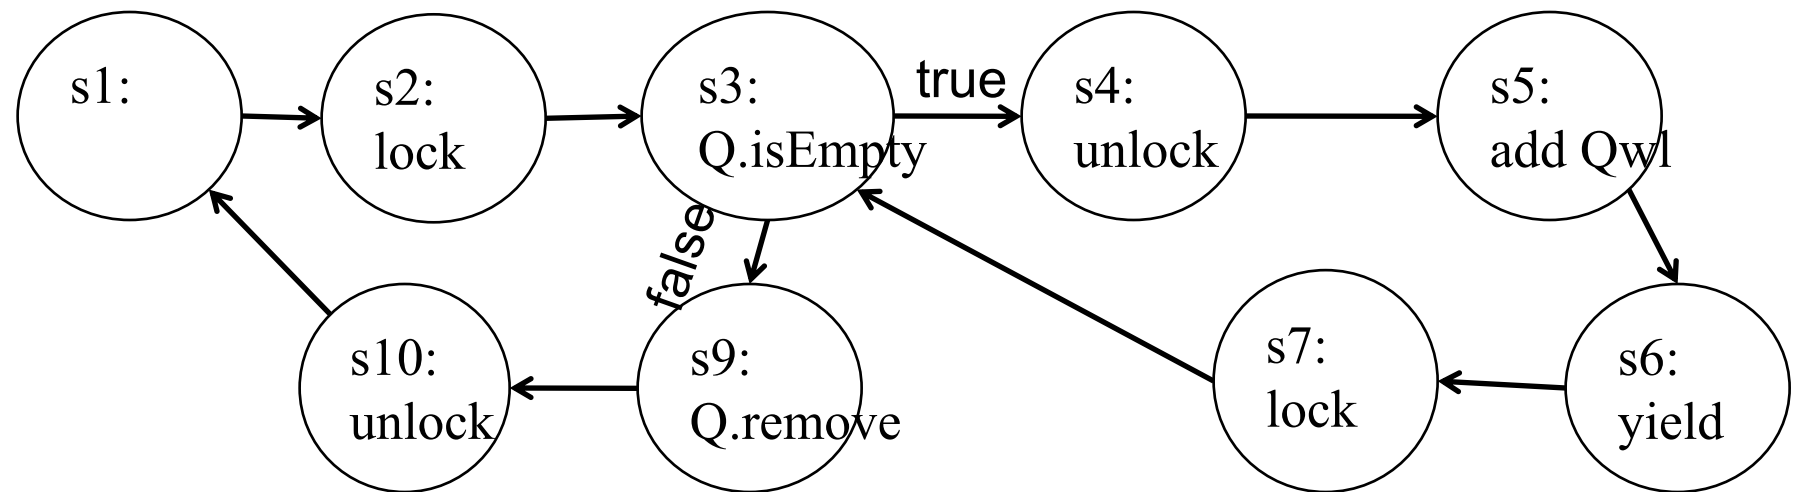 s1:
s2:
lock
s3:
Q.isEmpty
true
s4:
unlock
s5:
add Qwl
false
s10:
unlock
s9:
Q.remove
s7:
lock
s6:
yield